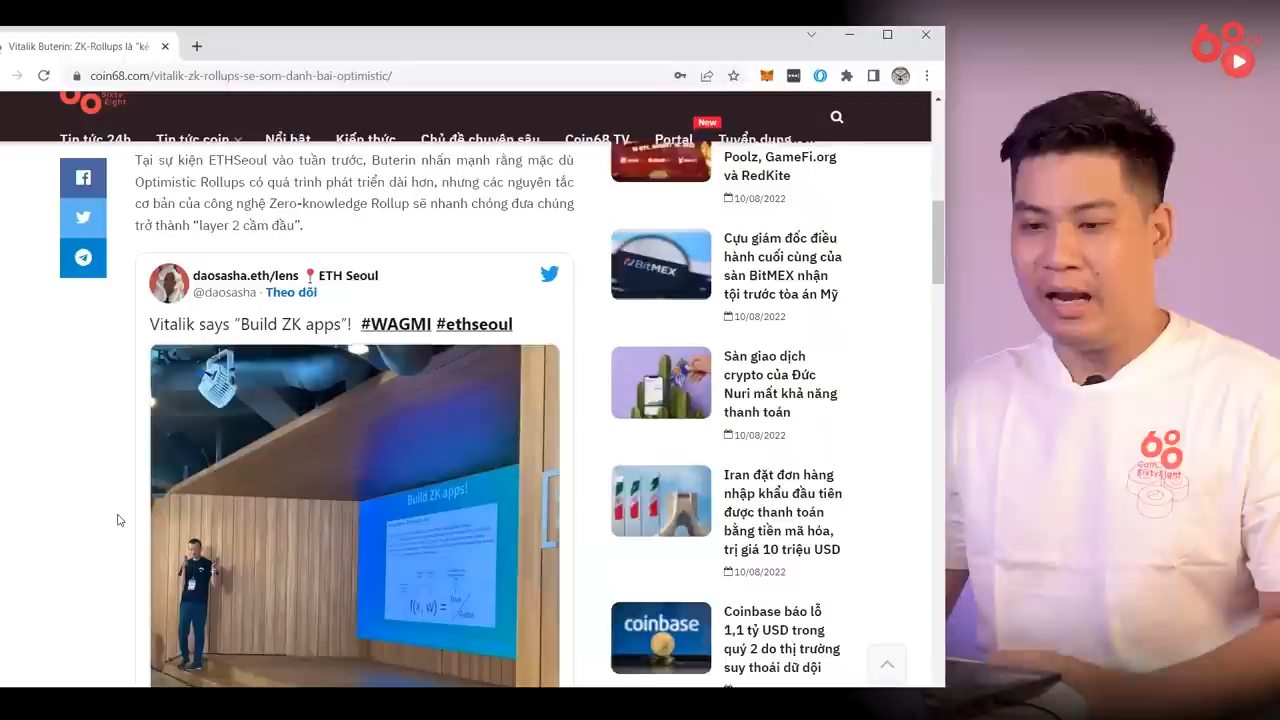 Vitalik Buterin: ZK-Rollups là "kẻ
coin68.com/vitalik-zk-rollups-se-som-danh-bai-optimistic/
68
Sixty
Eight
Tin tức 24h
Tin tức coin
Nổi bật
Kiến thức
Chủ đề chuyên sâu
Coin68 TV
Portal
New
Tuyển dụng
Tại sự kiện ETHSeoul vào tuần trước, Buterin nhấn mạnh rằng mặc dù
Optimistic Rollups có quá trình phát triển dài hơn, nhưng các nguyên tắc
cơ bản của công nghệ Zero-knowledge Rollup sẽ nhanh chóng đưa chúng
trở thành “layer 2 cầm đầu”.
daosasha.eth/lens 📍ETH Seoul
@daosasha · Theo dõi
Vitalik says “Build ZK apps”! #WAGMI #ethseoul
Build ZK apps!
f(x, w) =
Poolz, GameFi.org
và RedKite
10/08/2022
BitMEX
Cựu giám đốc điều
hành cuối cùng của
sàn BitMEX nhận
tội trước tòa án Mỹ
10/08/2022
Sàn giao dịch
crypto của Đức
Nuri mất khả năng
thanh toán
10/08/2022
Iran đặt đơn hàng
nhập khẩu đầu tiên
được thanh toán
bằng tiền mã hóa,
trị giá 10 triệu USD
10/08/2022
coinbase
Coinbase báo lỗ
1,1 tỷ USD trong
quý 2 do thị trường
suy thoái dữ dội
68
68
Sixty Eight